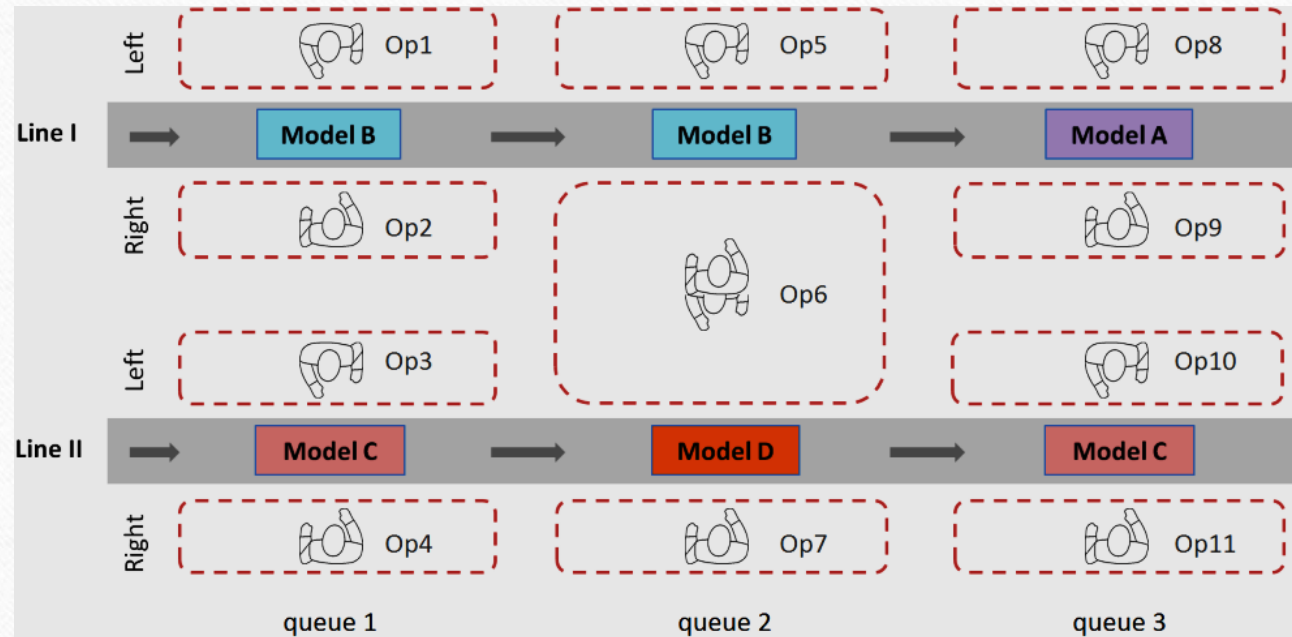 Left
Op1
Op5
Op8
Line I
Model B
Model B
Model A
Right
Op2
Op6
Op9
Left
Op3
Op10
Line II
Model C
Model D
Model C
Right
Op4
Op7
Op11
queue 1
queue 2
queue 3